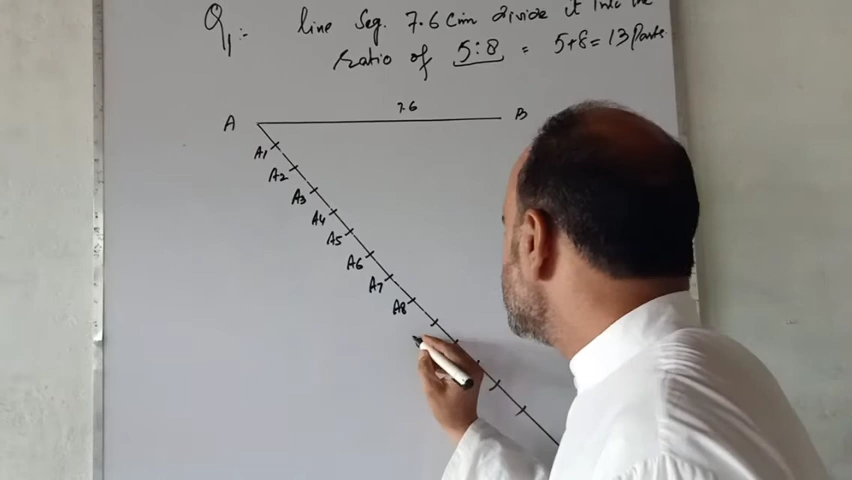 Q1:- line Seg. 7.6 Cim divide it into the
ratio of 5:8 = 5+8= 13 Parts
7.6
A B
A1
A2
A3
A4
A5
A6
A7
A8